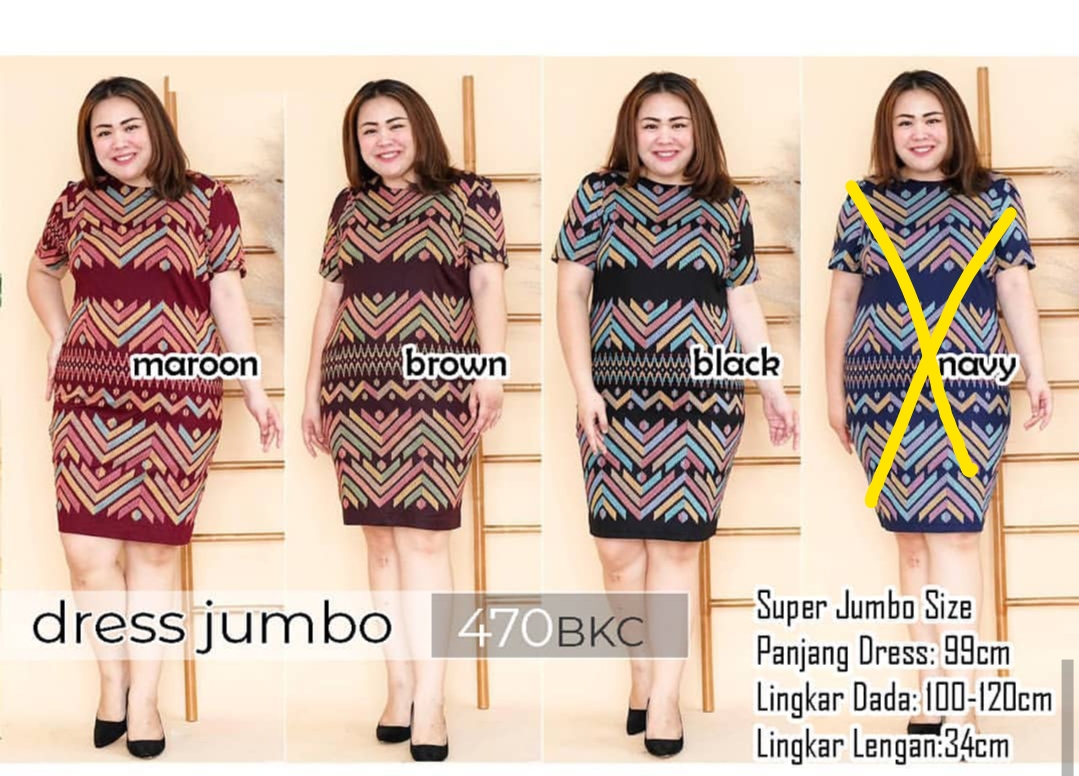 maroon
brown
black
navy
dress jumbo
470BKC
Super Jumbo Size
Panjang Dress: 99cm
Lingkar Dada: 100-120cm
Lingkar Lengan:34cm